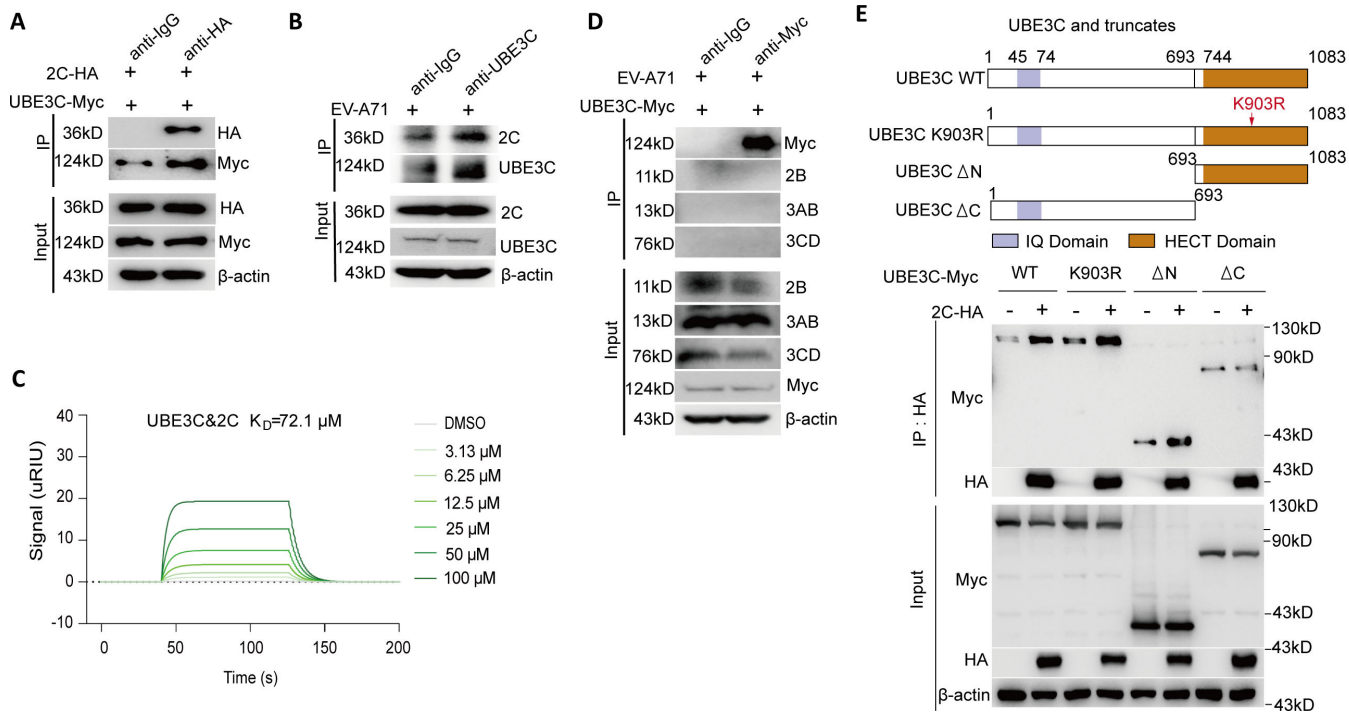 A
anti-IgG
anti-HA
2C-HA + +
UBE3C-Myc + +
IP
36kD HA
124kD Myc
Input
36kD HA
124kD Myc
43kD β-actin
B
anti-IgG
anti-UBE3C
EV-A71 + +
IP
36kD 2C
124kD UBE3C
Input
36kD 2C
124kD UBE3C
43kD β-actin
C
UBE3C&2C KD=72.1 μM
Signal (uRIU)
40
30
20
10
0
-10
0 50 100 150 200
Time (s)
DMSO
3.13 μM
6.25 μM
12.5 μM
25 μM
50 μM
100 μM
D
anti-IgG
anti-Myc
EV-A71 + +
UBE3C-Myc + +
IP
124kD Myc
11kD 2B
13kD 3AB
76kD 3CD
Input
11kD 2B
13kD 3AB
76kD 3CD
124kD Myc
43kD β-actin
E
UBE3C and truncates
1 45 74 693 744 1083
UBE3C WT
K903R
1 1083
UBE3C K903R
693 1083
UBE3C ΔN
1 693
UBE3C ΔC
IQ Domain HECT Domain
UBE3C-Myc WT K903R ΔN ΔC
2C-HA - + - + - + - +
IP : HA
130kD
90kD
Myc
43kD
HA 43kD
Input
130kD
90kD
Myc
43kD
43kD
HA
β-actin 43kD